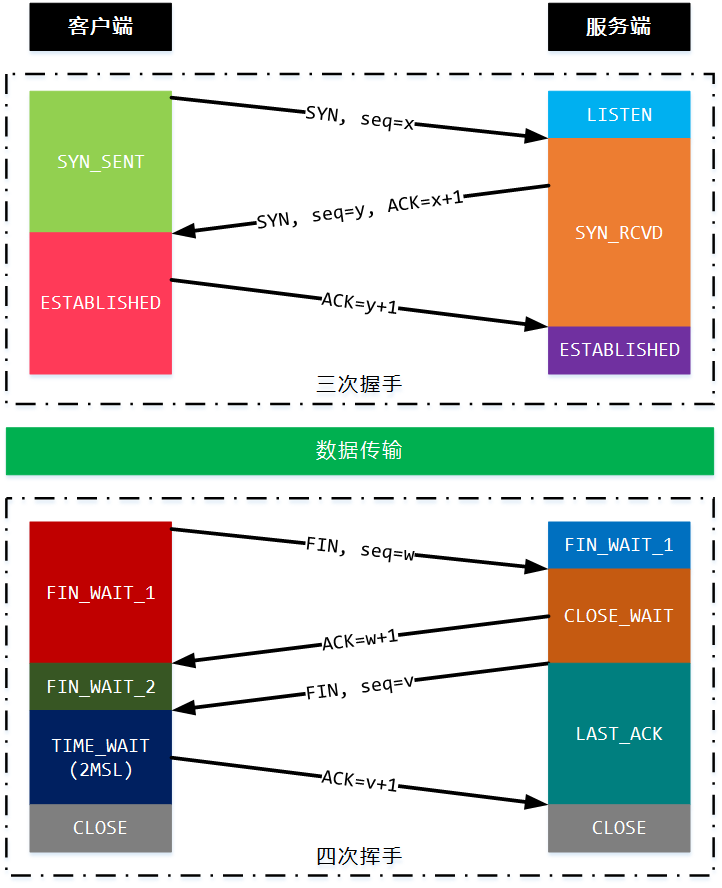 客户端
服务端
SYN, seq=x
LISTEN
SYN_SENT
SYN, seq=y, ACK=x+1
SYN_RCVD
ESTABLISHED
ACK=y+1
ESTABLISHED
三次握手
数据传输
FIN, seq=w
FIN_WAIT_1
FIN_WAIT_1
CLOSE_WAIT
ACK=w+1
FIN_WAIT_2
FIN, seq=v
LAST_ACK
TIME_WAIT
(2MSL)
ACK=v+1
CLOSE
CLOSE
四次挥手